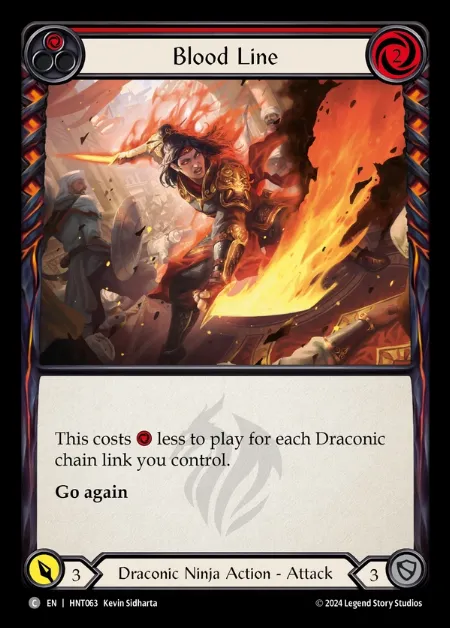 Blood Line
2
This costs less to play for each Draconic
chain link you control.
Go again
3
Draconic Ninja Action - Attack
3
C EN | HNT063 Kevin Sidharta
© 2024 Legend Story Studios